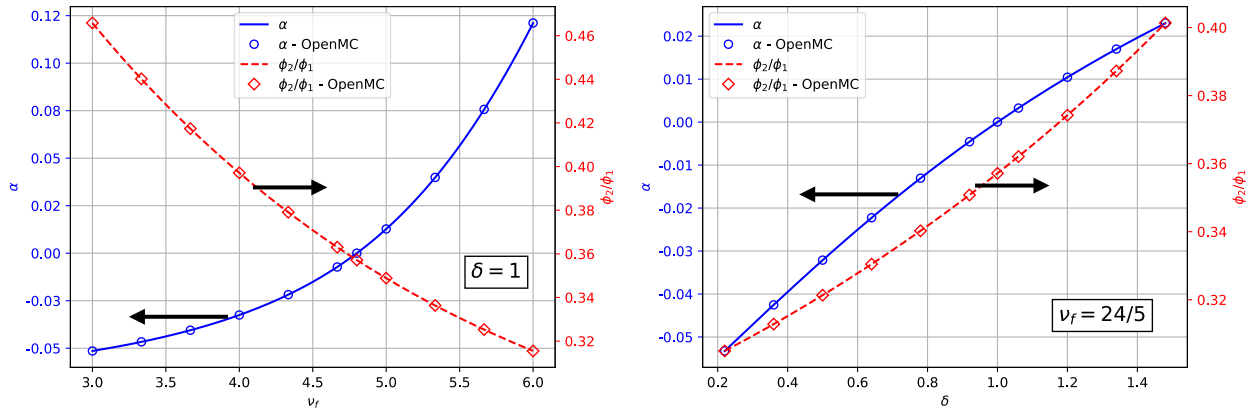 α
α - OpenMC
ϕ₂/ϕ₁
ϕ₂/ϕ₁ - OpenMC
δ = 1
0.12
0.10
0.08
0.05
0.02
0.00
-0.03
-0.05
α
0.46
0.44
0.42
0.40
0.38
0.36
0.34
0.32
ϕ₂/ϕ₁
3.0 3.5 4.0 4.5 5.0 5.5 6.0
ν_f
α
α - OpenMC
ϕ₂/ϕ₁
ϕ₂/ϕ₁ - OpenMC
ν_f = 24/5
0.02
0.01
0.00
-0.01
-0.02
-0.03
-0.04
-0.05
α
0.40
0.38
0.36
0.34
0.32
ϕ₂/ϕ₁
0.2 0.4 0.6 0.8 1.0 1.2 1.4
δ